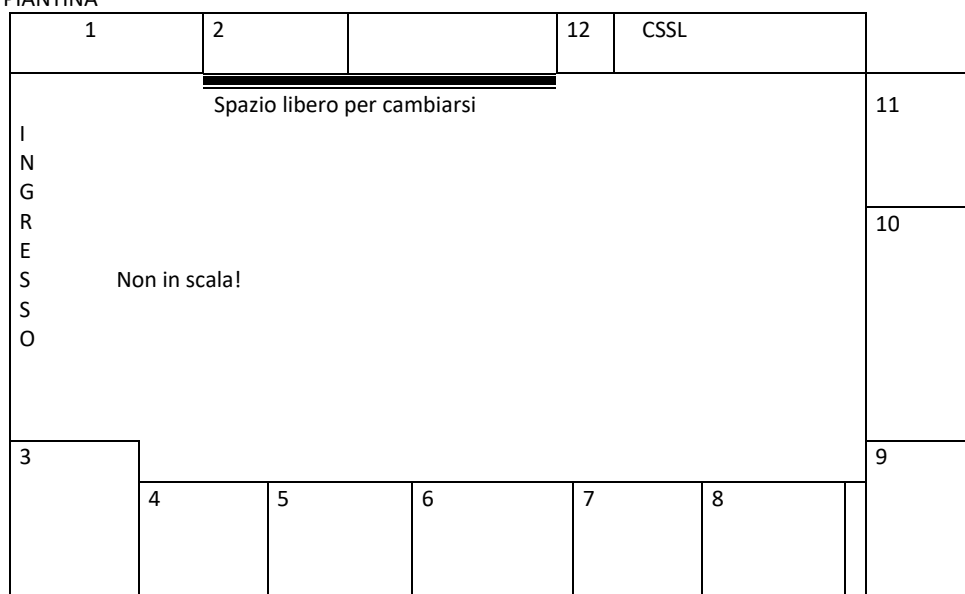 PIANTINA
1 2 12 CSSL
Spazio libero per cambiarsi
11
I
N
G
R
E
S
S
O
10
Non in scala!
3
9
4 5 6 7 8